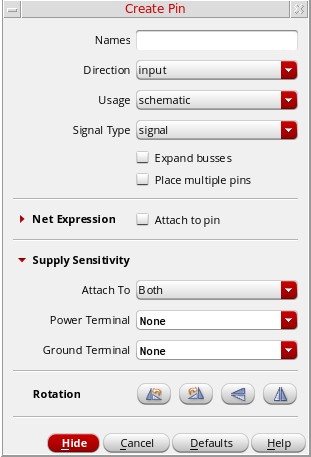 Create Pin
Names
Direction input
Usage schematic
Signal Type signal
Expand busses
Place multiple pins
Net Expression Attach to pin
Supply Sensitivity
Attach To Both
Power Terminal None
Ground Terminal None
Rotation
Hide Cancel Defaults Help